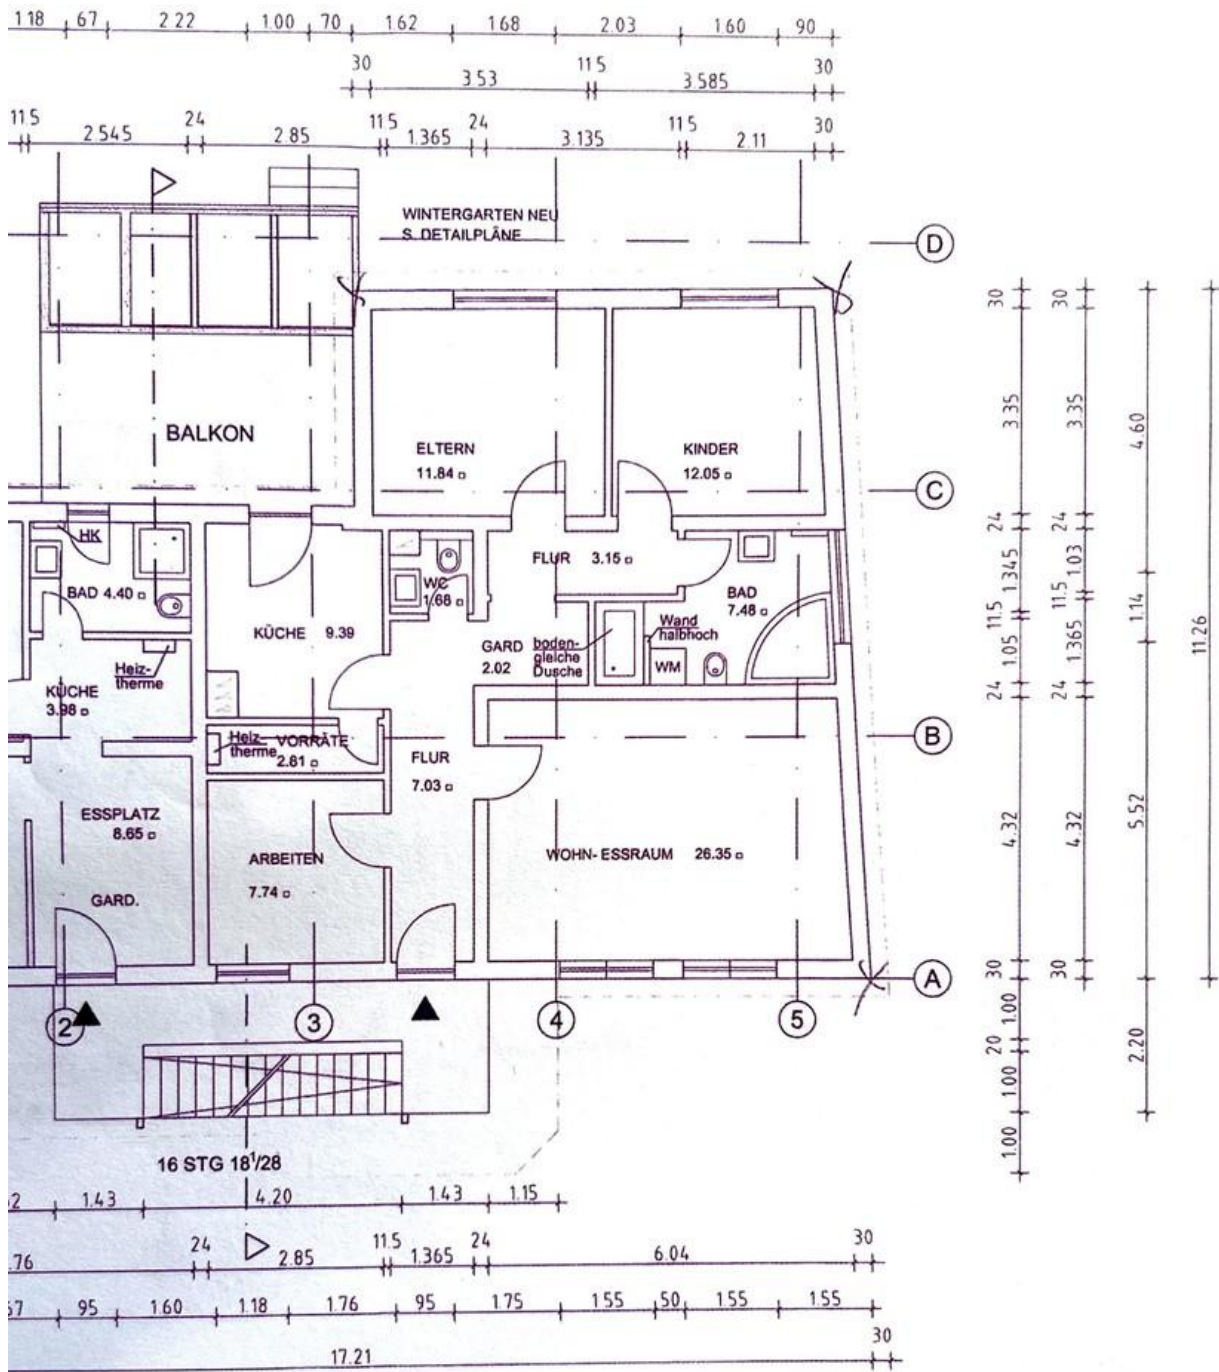 1.18 67 2.22 1.00 70 1.62 1.68 2.03 1.60 90
30 3.53 11.5 3.585 30
11.5 2.545 24 2.85 11.5 1.365 24 3.135 11.5 2.11 30
WINTERGARTEN NEU
S. DETAILPLÄNE
D
BALKON
ELTERN
11.84
KINDER
12.05
C
HK
BAD 4.40
KÜCHE 9.39
WC
1.68
FLUR 3.15
BAD
7.48
GARD
2.02
boden-
gleiche
Dusche
Wand
halbhoch
WM
Heiz-
therme
KÜCHE
3.98
Heiz-
therme
VORRÄTE
2.81
FLUR
7.03
B
ESSPLATZ
8.65
GARD.
ARBEITEN
7.74
WOHN- ESSRAUM 26.35
A
2
3
4
5
30 3.35 24 1.345 11.5 1.05 24 4.32 30 1.00 20 1.00 1.00
30 3.35 24 1.03 11.5 1.365 24 4.32 30
4.60 1.14 5.52 2.20
11.26
16 STG 18¹/28
1.43 4.20 1.43 1.15
.76 24 2.85 11.5 1.365 24 6.04 30
95 1.60 1.18 1.76 95 1.75 1.55 50 1.55 1.55
17.21 30